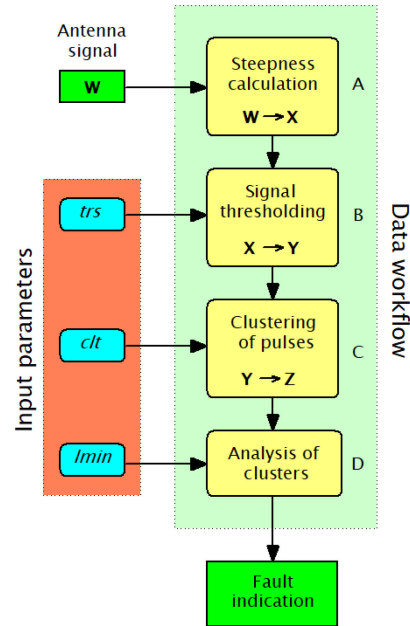 Antenna
signal
W
Steepness
calculation
W → X
A
trs
Signal
thresholding
X → Y
B
clt
Clustering
of pulses
Y → Z
C
lmin
Analysis of
clusters
D
Fault
indication
Input parameters
Data workflow